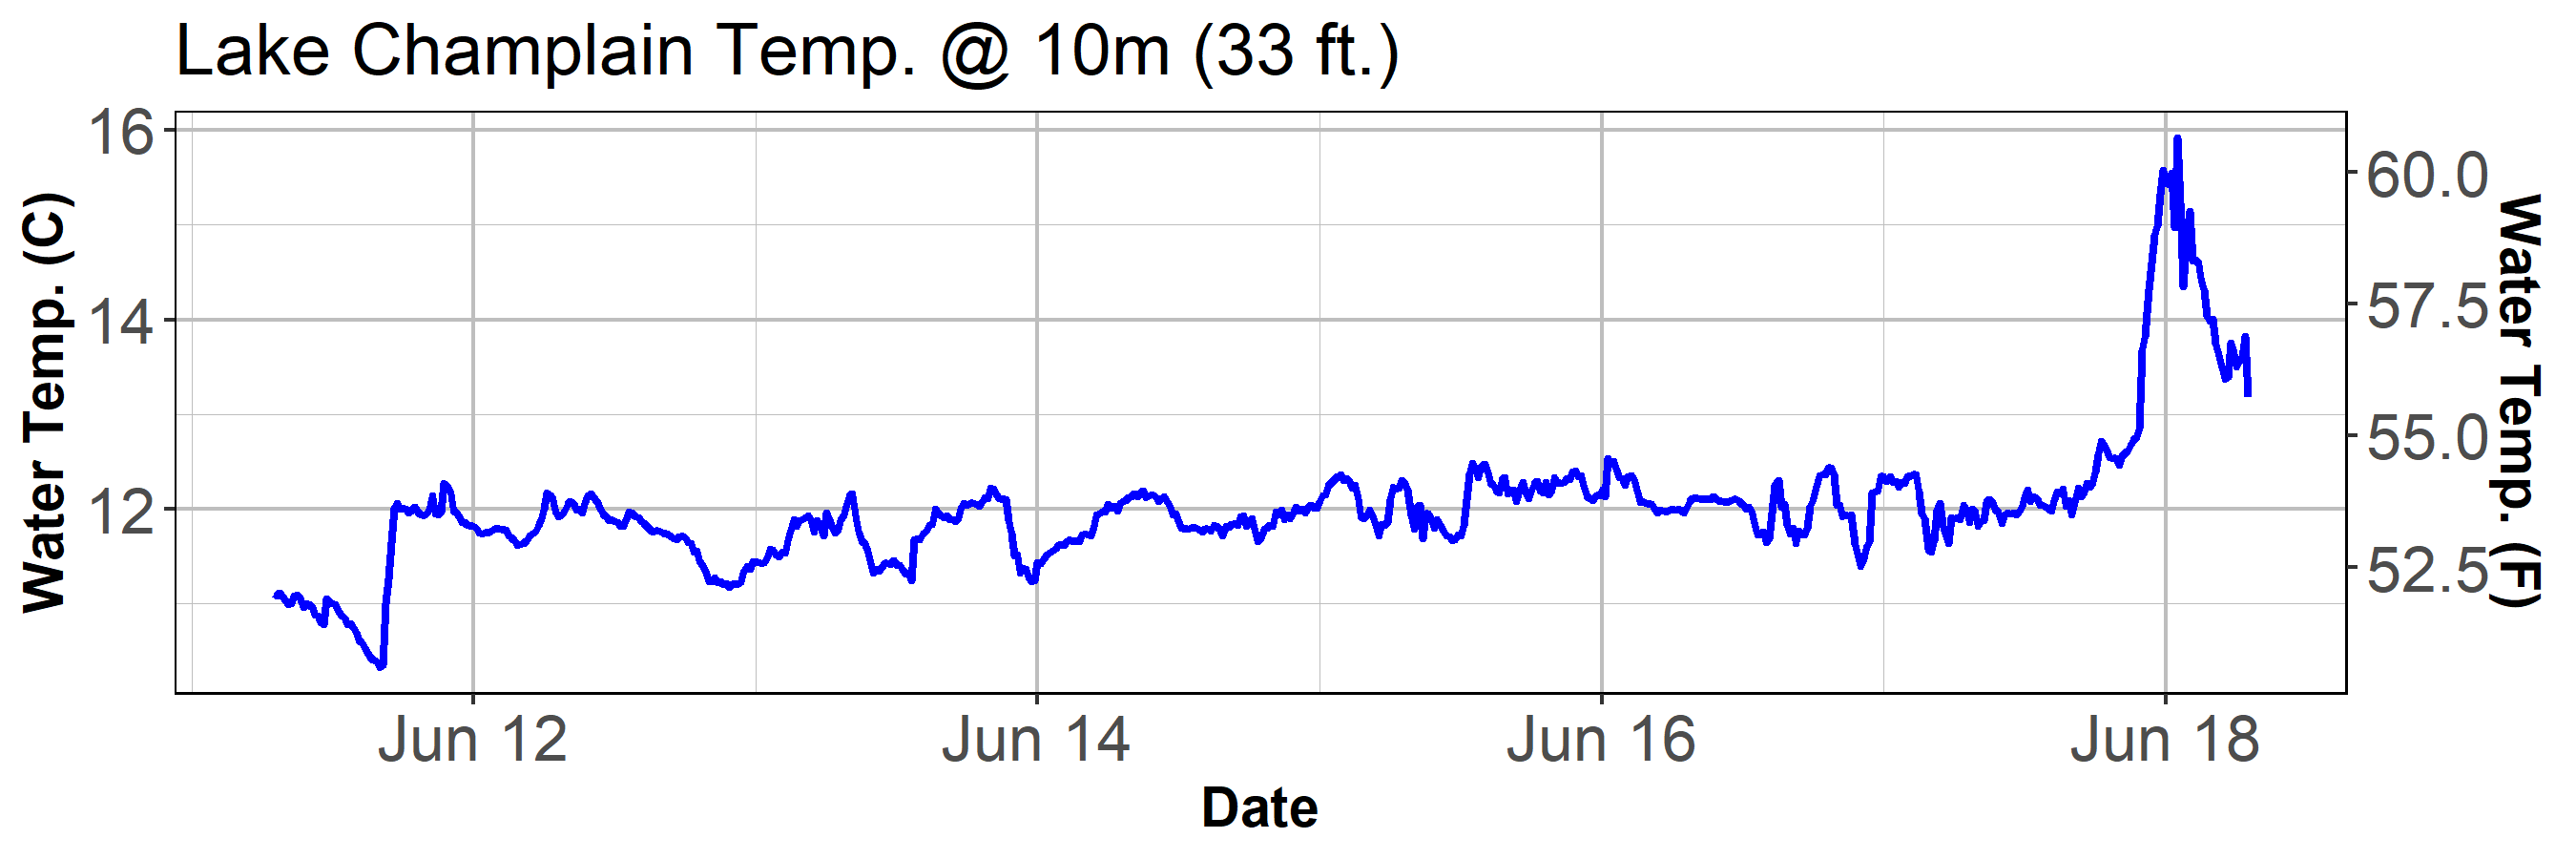 Lake Champlain Temp. @ 10m (33 ft.)
Water Temp. (C)
16
14
12
60.0
57.5
55.0
52.5
Water Temp. (F)
Jun 12 Jun 14 Jun 16 Jun 18
Date